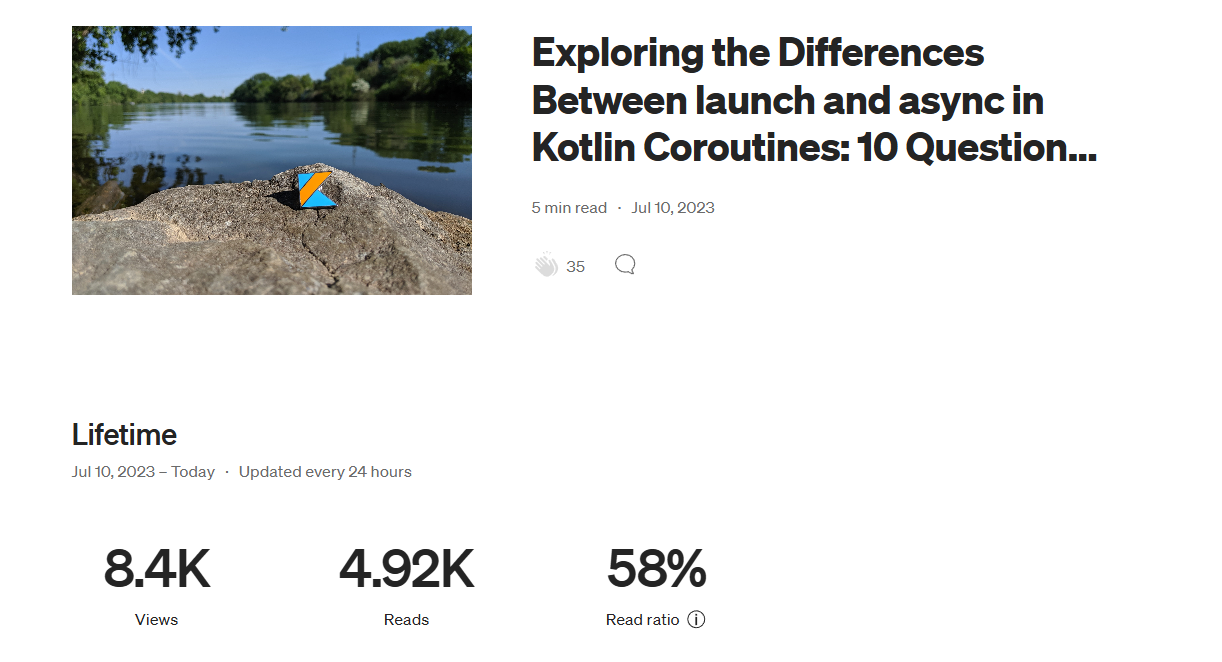 Exploring the Differences
Between launch and async in
Kotlin Coroutines: 10 Question...
5 min read · Jul 10, 2023
35
Lifetime
Jul 10, 2023 – Today · Updated every 24 hours
8.4K 4.92K 58%
Views Reads Read ratio